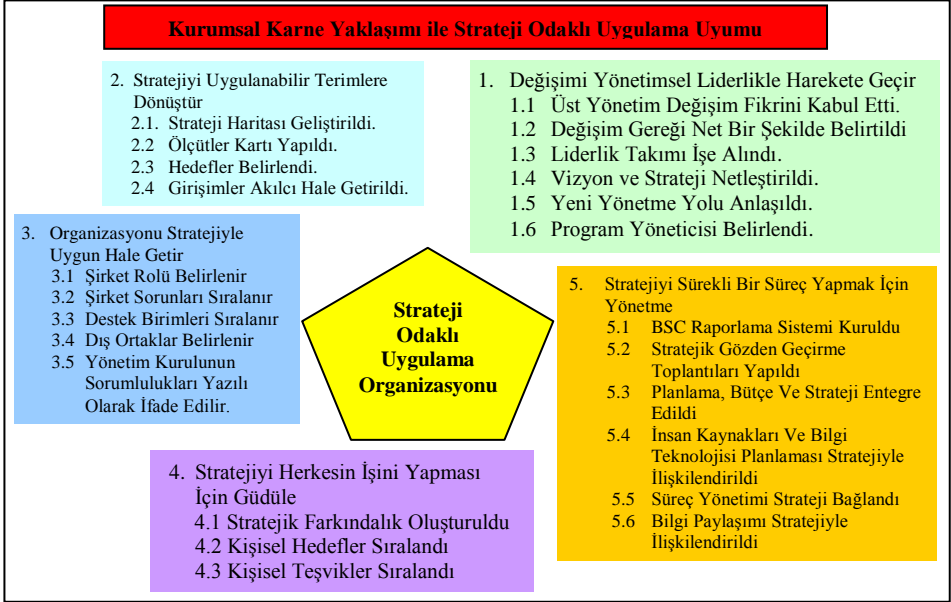 Kurumsal Karne Yaklaşımı ile Strateji Odaklı Uygulama Uyumu
1. Değişimi Yönetimsel Liderlikle Harekete Geçir
1.1 Üst Yönetim Değişim Fikrini Kabul Etti.
1.2 Değişim Gereği Net Bir Şekilde Belirtildi
1.3 Liderlik Takımı İşe Alındı.
1.4 Vizyon ve Strateji Netleştirildi.
1.5 Yeni Yönetme Yolu Anlaşıldı.
1.6 Program Yöneticisi Belirlendi.
2. Stratejiyi Uygulanabilir Terimlere
Dönüştür
2.1. Strateji Haritası Geliştirildi.
2.2 Ölçütler Kartı Yapıldı.
2.3 Hedefler Belirlendi.
2.4 Girişimler Akılcı Hale Getirildi.
3. Organizasyonu Stratejiyle
Uygun Hale Getir
3.1 Şirket Rolü Belirlenir
3.2 Şirket Sorunları Sıralanır
3.3 Destek Birimleri Sıralanır
3.4 Dış Ortaklar Belirlenir
3.5 Yönetim Kurulunun
Sorumlulukları Yazılı
Olarak İfade Edilir.
Strateji
Odaklı
Uygulama
Organizasyonu
4. Stratejiyi Herkesin İşini Yapması
İçin Güdüle
4.1 Stratejik Farkındalık Oluşturuldu
4.2 Kişisel Hedefler Sıralandı
4.3 Kişisel Teşvikler Sıralandı
5. Stratejiyi Sürekli Bir Süreç Yapmak İçin
Yönetme
5.1 BSC Raporlama Sistemi Kuruldu
5.2 Stratejik Gözden Geçirme
Toplantıları Yapıldı
5.3 Planlama, Bütçe Ve Strateji Entegre
Edildi
5.4 İnsan Kaynakları Ve Bilgi
Teknolojisi Planlaması Stratejiyle
İlişkilendirildi
5.5 Süreç Yönetimi Strateji Bağlandı
5.6 Bilgi Paylaşımı Stratejiyle
İlişkilendirildi